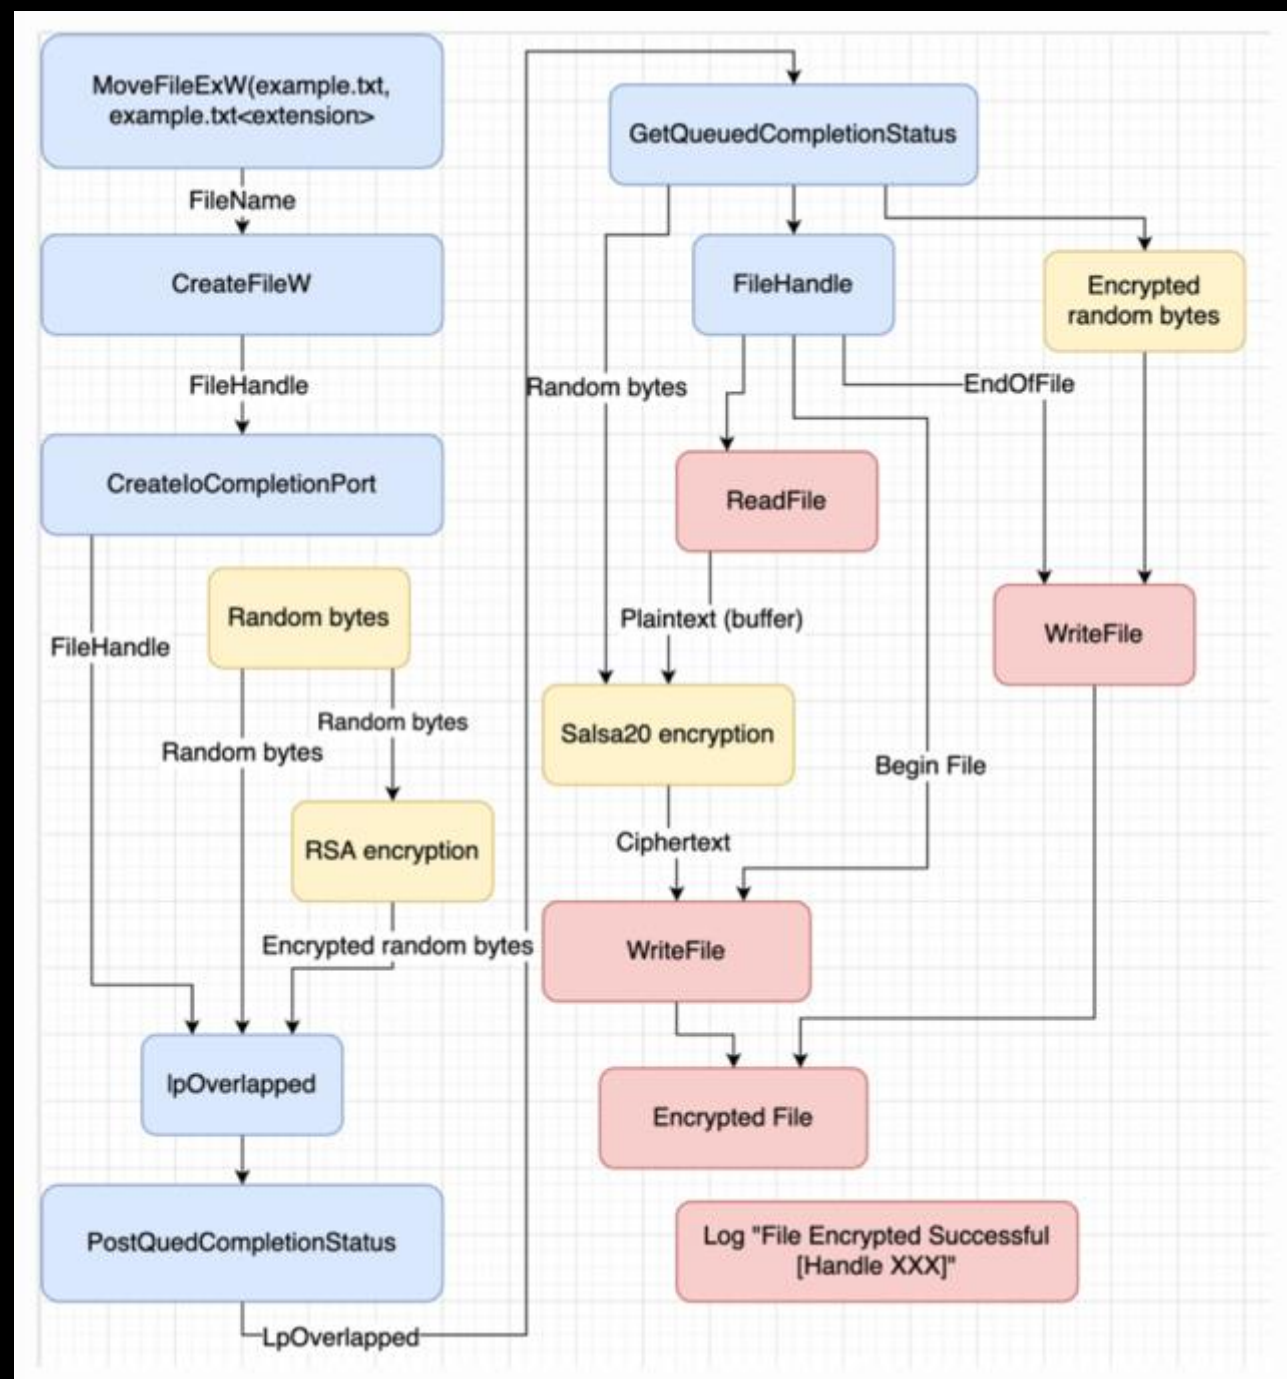 MoveFileExW(example.txt,
example.txt<extension>
FileName
CreateFileW
FileHandle
CreateIoCompletionPort
FileHandle
Random bytes
Random bytes
Random bytes
RSA encryption
Encrypted random bytes
lpOverlapped
PostQuedCompletionStatus
LpOverlapped
GetQueuedCompletionStatus
FileHandle
Encrypted
random bytes
Random bytes
EndOfFile
ReadFile
Plaintext (buffer)
WriteFile
Salsa20 encryption
Begin File
Ciphertext
WriteFile
Encrypted File
Log "File Encrypted Successful
[Handle XXX]"